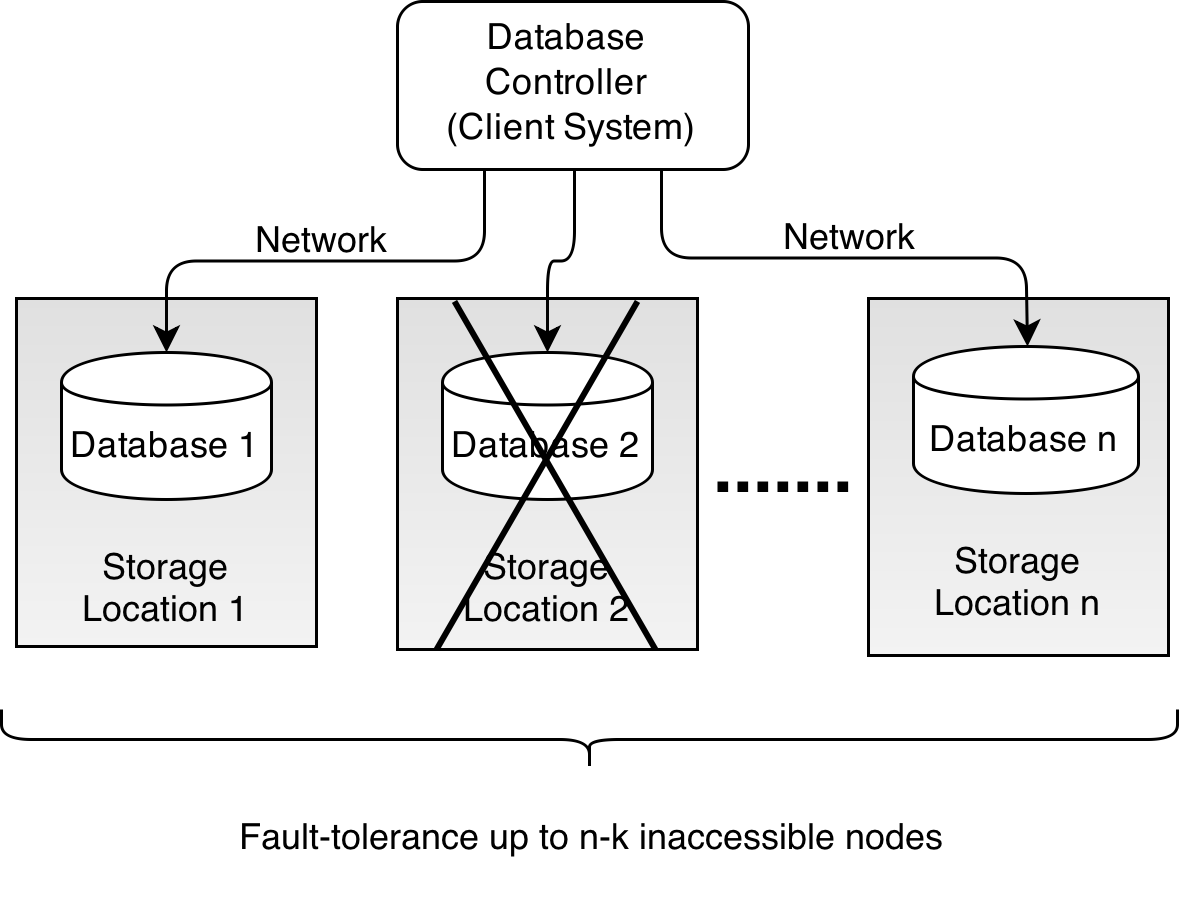 Database
Controller
(Client System)
Network
Network
Database 1
Database 2
Database n
Storage
Location 1
Storage
Location 2
Storage
Location n
Fault-tolerance up to n-k inaccessible nodes